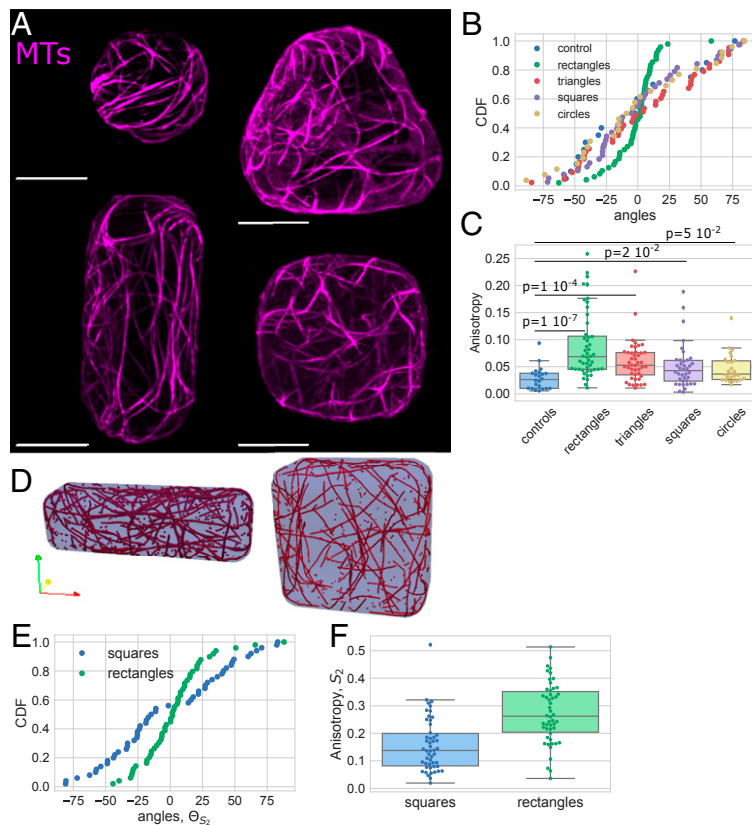 A
MTs
B
CDF
1.0
0.8
0.6
0.4
0.2
0.0
control
rectangles
triangles
squares
circles
−75 −50 −25 0 25 50 75
angles
C
p=5 10⁻²
p=2 10⁻²
p=1 10⁻⁴
p=1 10⁻⁷
Anisotropy
0.25
0.20
0.15
0.10
0.05
0.00
controls
rectangles
triangles
squares
circles
D
E
CDF
1.0
0.8
0.6
0.4
0.2
0.0
squares
rectangles
−75 −50 −25 0 25 50 75
angles, Θ_S₂
F
Anisotropy, S₂
0.5
0.4
0.3
0.2
0.1
0.0
squares rectangles